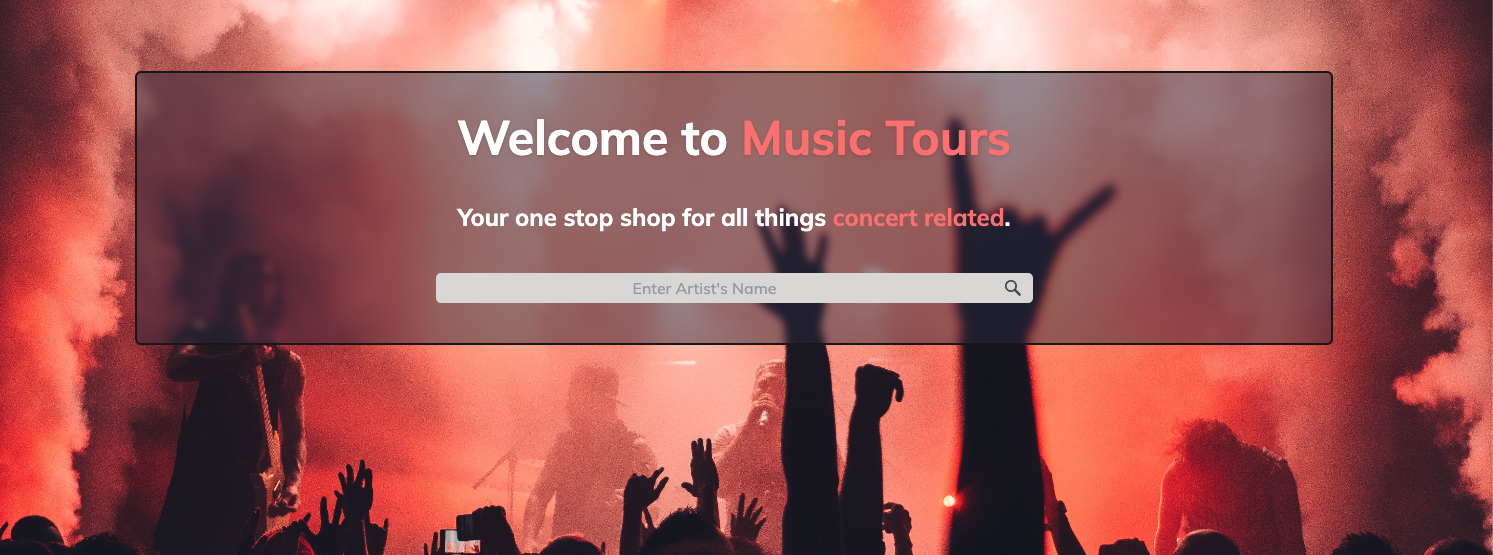 Welcome to Music Tours
Your one stop shop for all things concert related.
Enter Artist's Name